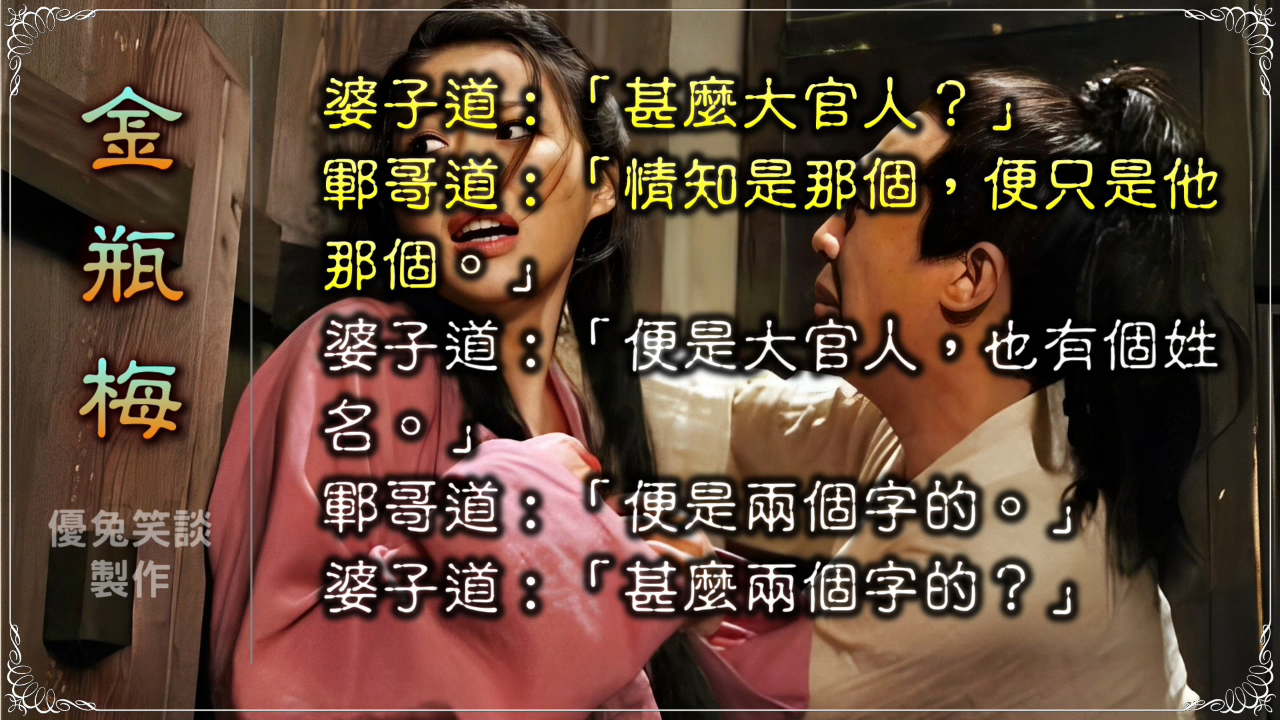 金瓶梅
優兔笑談
製作
婆子道：「甚麼大官人？」
鄆哥道：「情知是那個，便只是他
那個。」
婆子道：「便是大官人，也有個姓
名。」
鄆哥道：「便是兩個字的。」
婆子道：「甚麼兩個字的？」